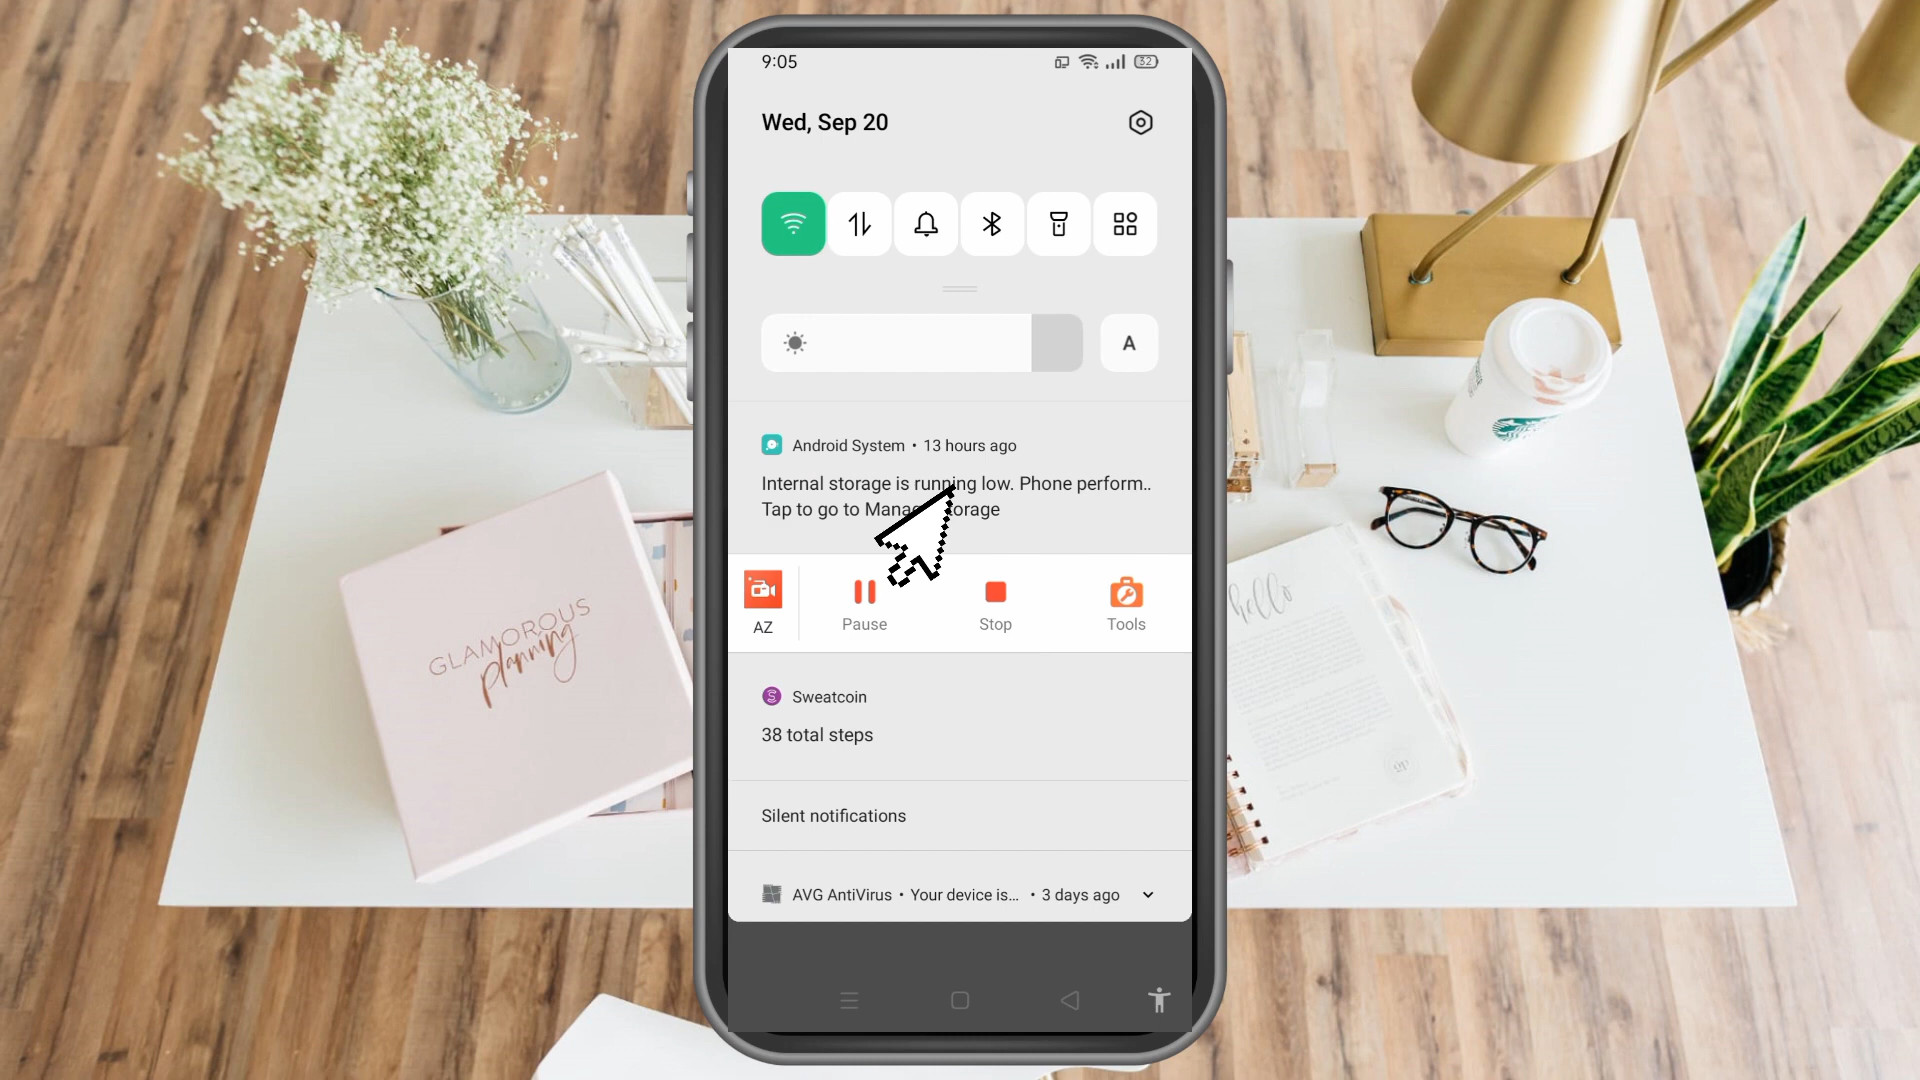 9:05
32
Wed, Sep 20
A
Android System • 13 hours ago
Internal storage is running low. Phone perform..
Tap to go to Manage
AZ
Pause
Stop
Tools
Sweatcoin
38 total steps
Silent notifications
AVG AntiVirus • Your device is... • 3 days ago
GLAMOROUS
planning
hello